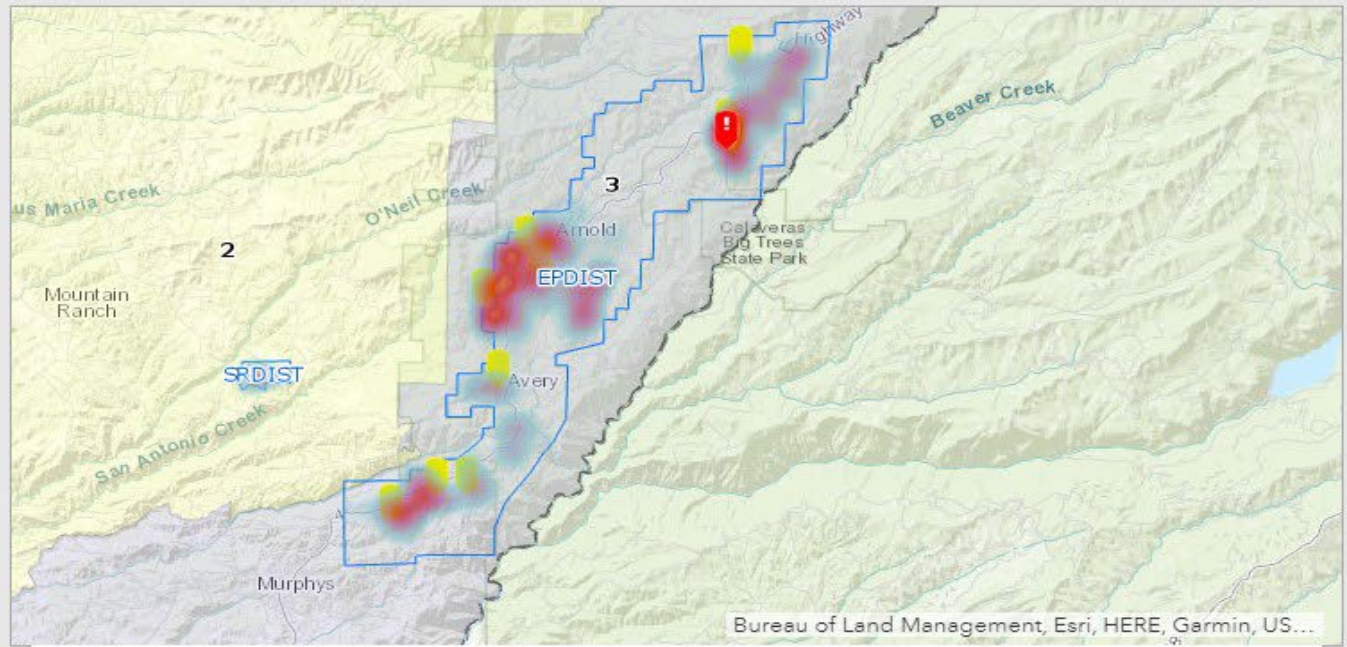 Highway
Beaver Creek
us Maria Creek
O'Neil Creek
3
Arnold
Calaveras
Big Trees
State Park
2
EPDIST
Mountain
Ranch
SRDIST
Avery
San Antonio Creek
Murphys
Bureau of Land Management, Esri, HERE, Garmin, US...
!